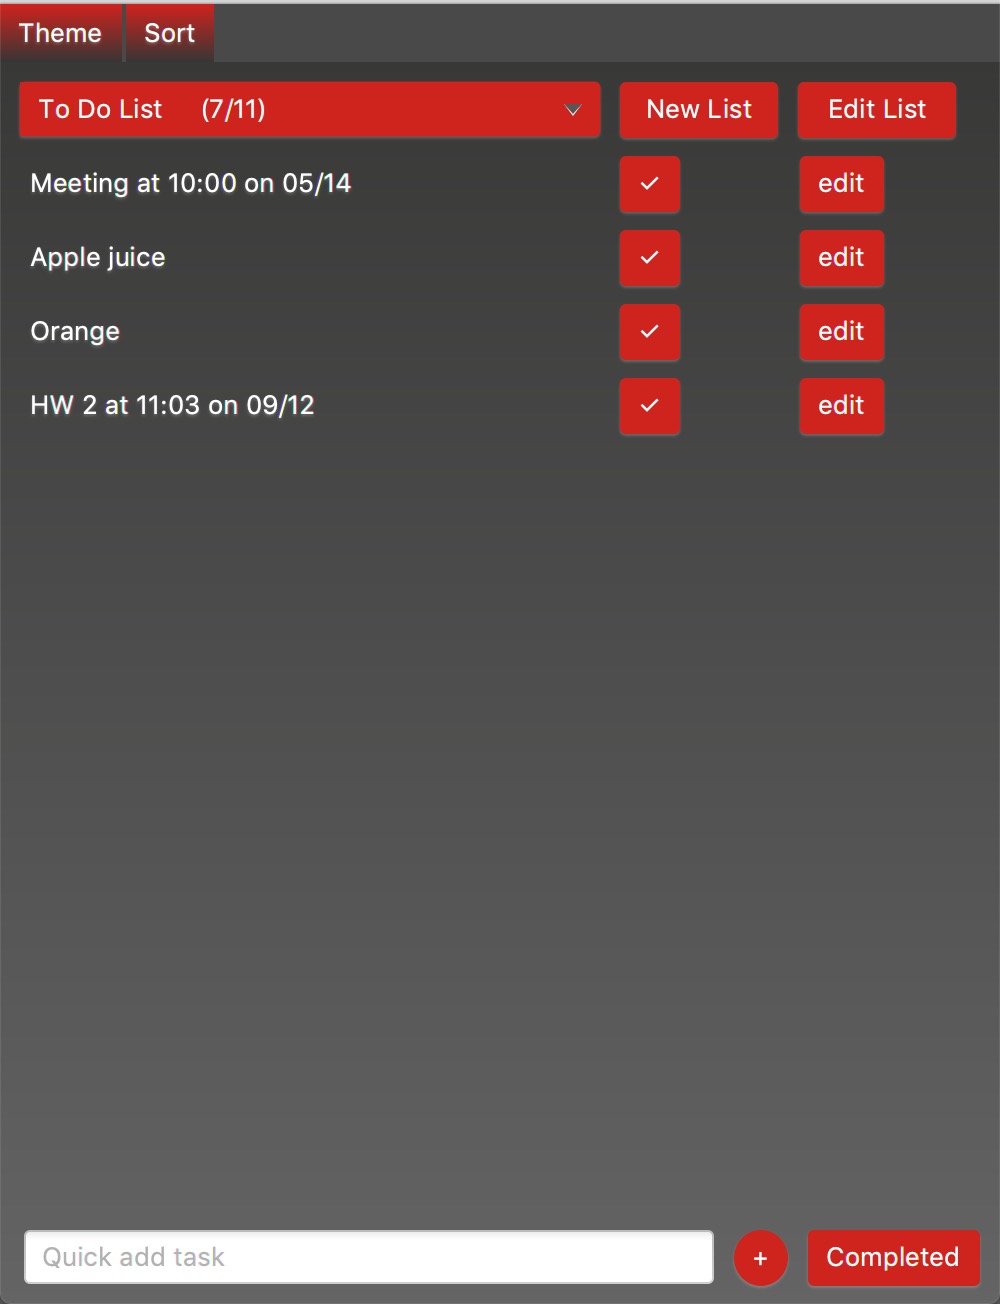 Theme Sort
To Do List (7/11) New List Edit List
Meeting at 10:00 on 05/14 ✓ edit
Apple juice ✓ edit
Orange ✓ edit
HW 2 at 11:03 on 09/12 ✓ edit
Quick add task + Completed